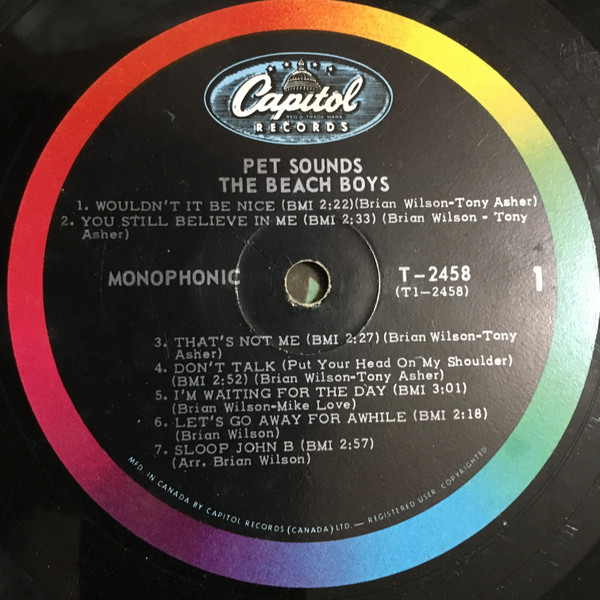 Capitol
REG'D TRADE MARK
RECORDS
PET SOUNDS
THE BEACH BOYS
1. WOULDN'T IT BE NICE (BMI 2:22)(Brian Wilson-Tony Asher)
2. YOU STILL BELIEVE IN ME (BMI 2:33) (Brian Wilson - Tony
Asher)
MONOPHONIC
T-2458
(T1-2458)
1
3. THAT'S NOT ME (BMI 2:27)(Brian Wilson-Tony
Asher)
4. DON'T TALK (Put Your Head On My Shoulder)
(BMI 2:52) (Brian Wilson-Tony Asher)
5. I'M WAITING FOR THE DAY (BMI 3:01)
(Brian Wilson-Mike Love)
6. LET'S GO AWAY FOR AWHILE (BMI 2:18)
(Brian Wilson)
7. SLOOP JOHN B (BMI 2:57)
(Arr. Brian Wilson)
MFD. IN CANADA BY CAPITOL RECORDS (CANADA) LTD. — REGISTERED USER. COPYRIGHTED